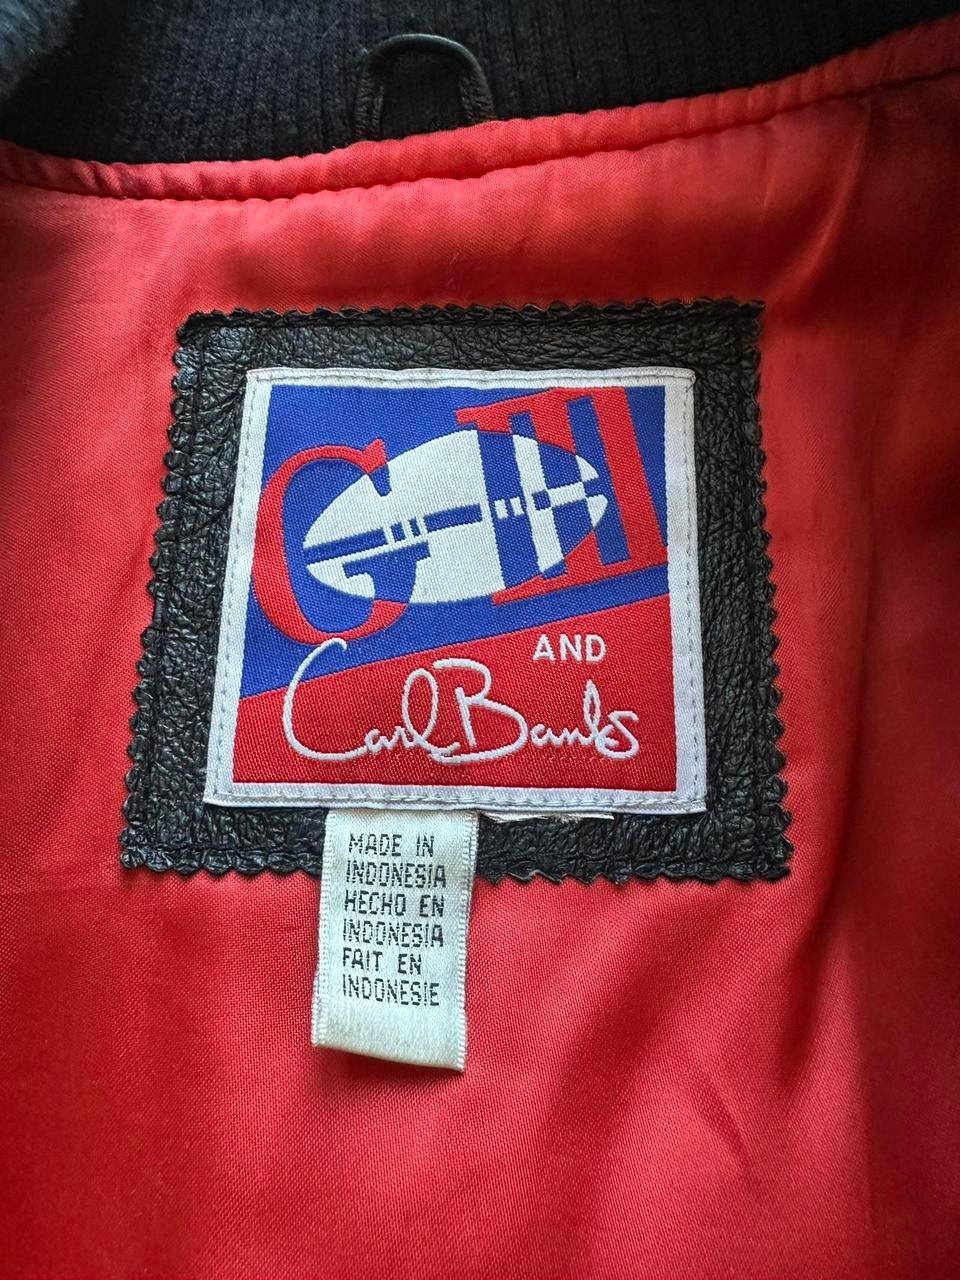 G III
AND
Carl Banks
MADE IN
INDONESIA
HECHO EN
INDONESIA
FAIT EN
INDONESIE